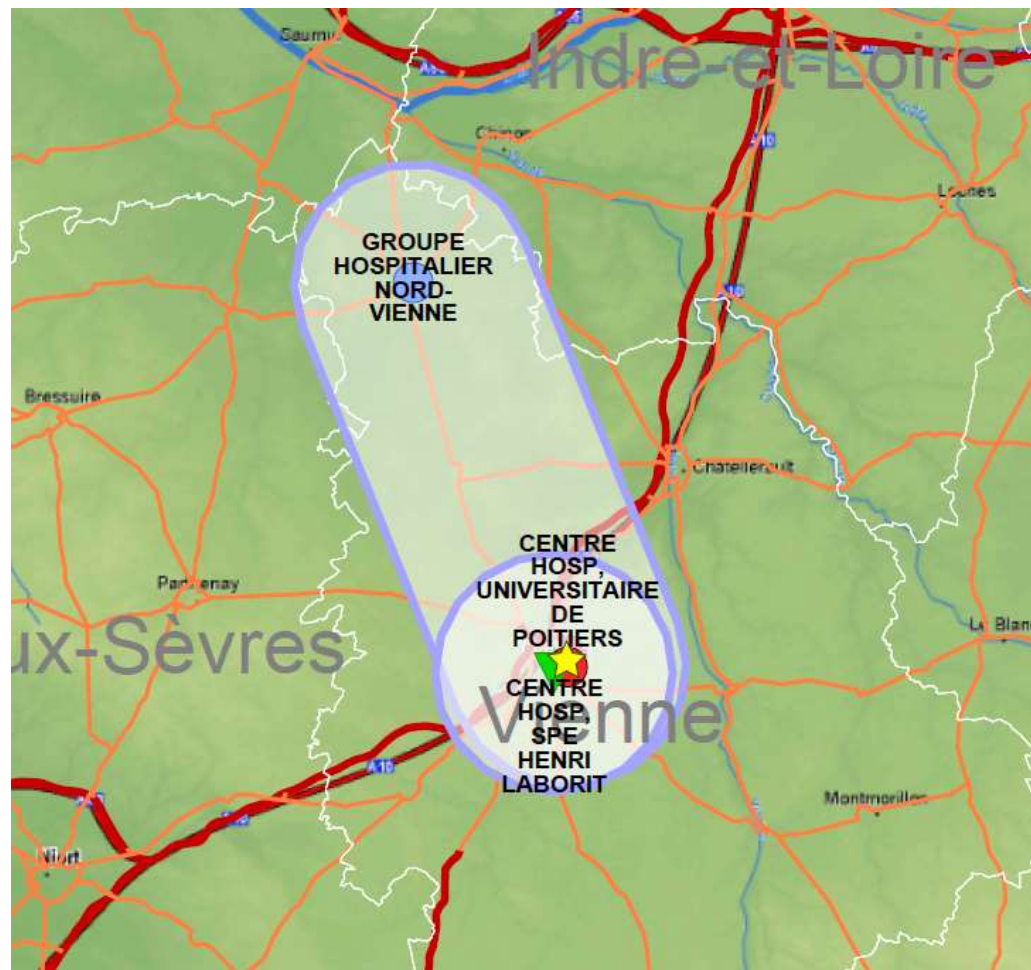 Saumur
Indre-et-Loire
Chinon
A10
Loches
GROUPE
HOSPITALIER
NORD-
VIENNE
Bressuire
Chatellerault
CENTRE
HOSP,
UNIVERSITAIRE
DE
POITIERS
Parthenay
ux-Sèvres
Le Blan
CENTRE
HOSP,
SPE
HENRI
LABORIT
Vienne
A10
Montmorillon
Niort